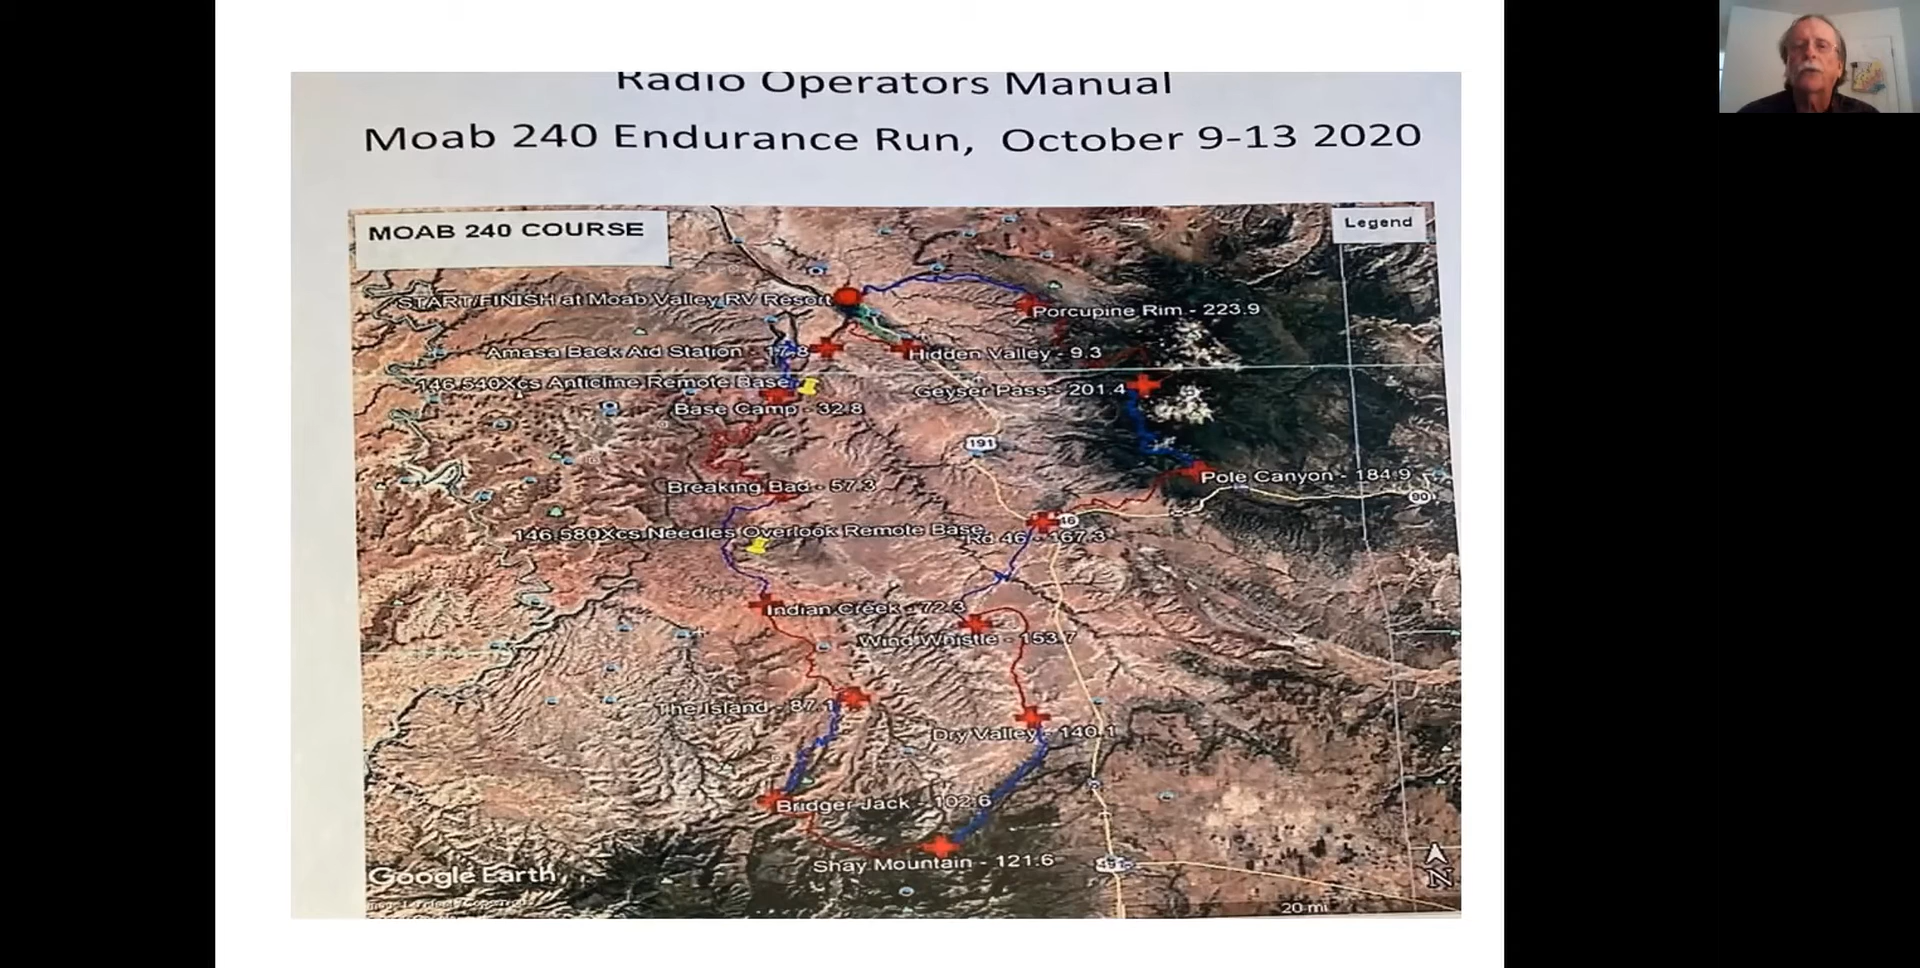 Radio Operators Manual
Moab 240 Endurance Run, October 9-13 2020
MOAB 240 COURSE
Legend
START/FINISH at Moab Valley RV Resort
Porcupine Rim - 223.9
Amasa Back Aid Station - 17.8
Hidden Valley - 9.3
146.540Xcs Anticline Remote Base
Geyser Pass - 201.4
Base Camp - 32.8
191
Pole Canyon - 184.9
90
Breaking Bad - 57.3
46
146.580Xcs Needles Overlook Remote Base
Rd 46 - 167.3
Indian Creek - 72.3
Wind Whistle - 153.7
The Island - 87.1
Dry Valley - 140.1
Bridger Jack - 102.6
Shay Mountain - 121.6
491
Google Earth
N
20 mi